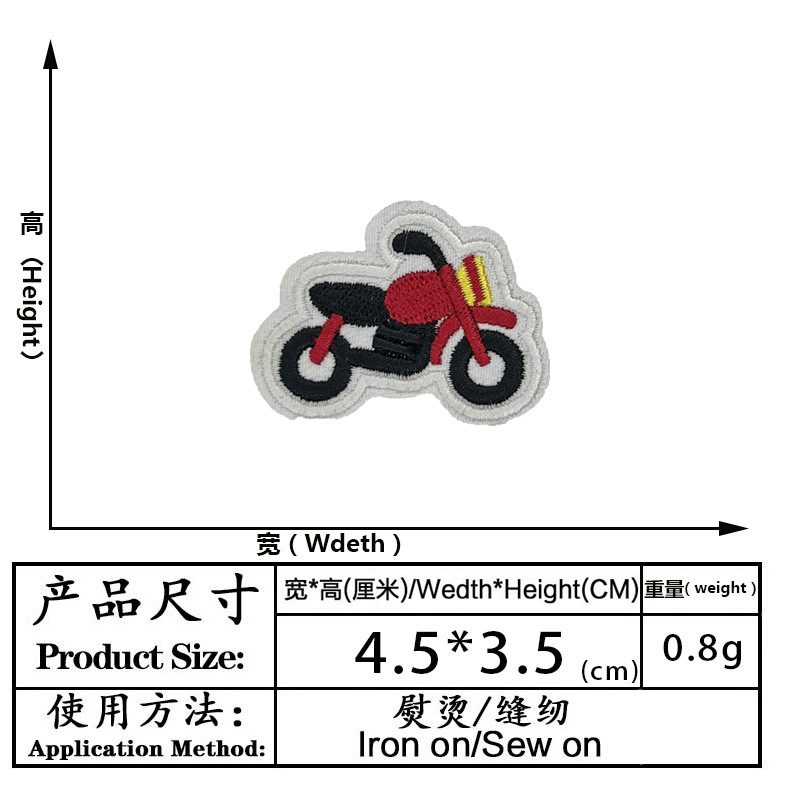 高（Height）
宽（Wdeth）
产品尺寸
Product Size:
宽*高(厘米)/Wedth*Height(CM)
重量( weight )
4.5*3.5 (cm)
0.8g
使用方法：
Application Method:
熨烫/缝纫
Iron on/Sew on